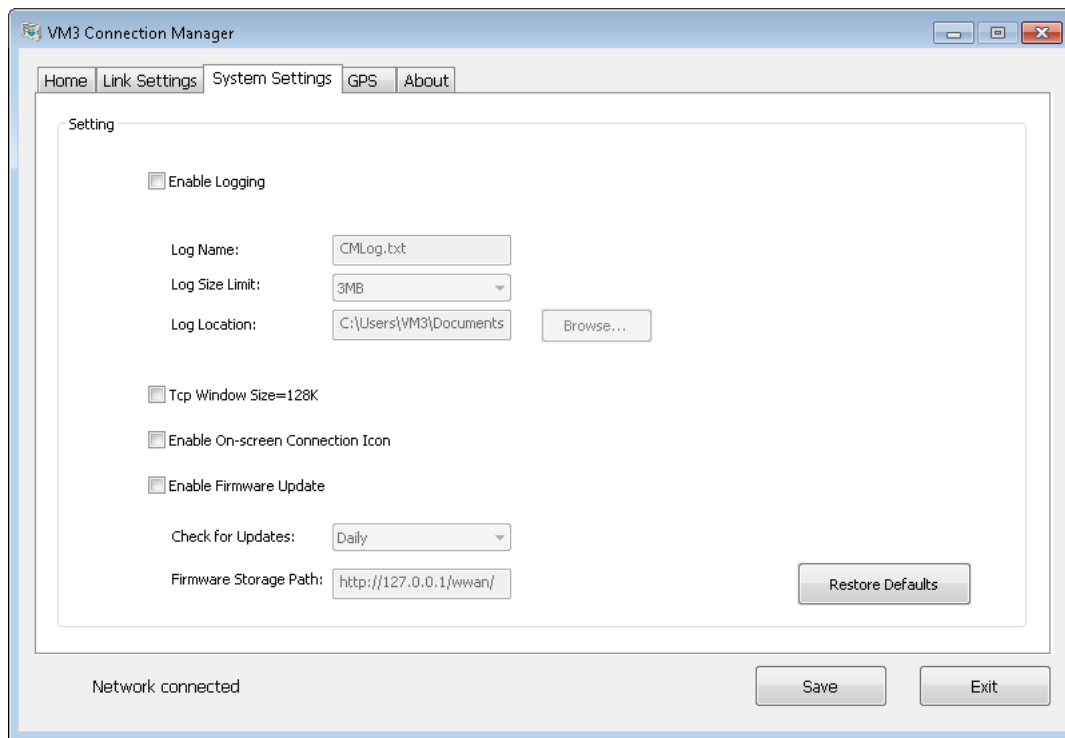 VM3 Connection Manager
Home Link Settings System Settings GPS About
Setting
Enable Logging
Log Name: CMLog.txt
Log Size Limit: 3MB
Log Location: C:\Users\VM3\Documents Browse...
Tcp Window Size=128K
Enable On-screen Connection Icon
Enable Firmware Update
Check for Updates: Daily
Firmware Storage Path: http://127.0.0.1/wwan/
Restore Defaults
Network connected Save Exit